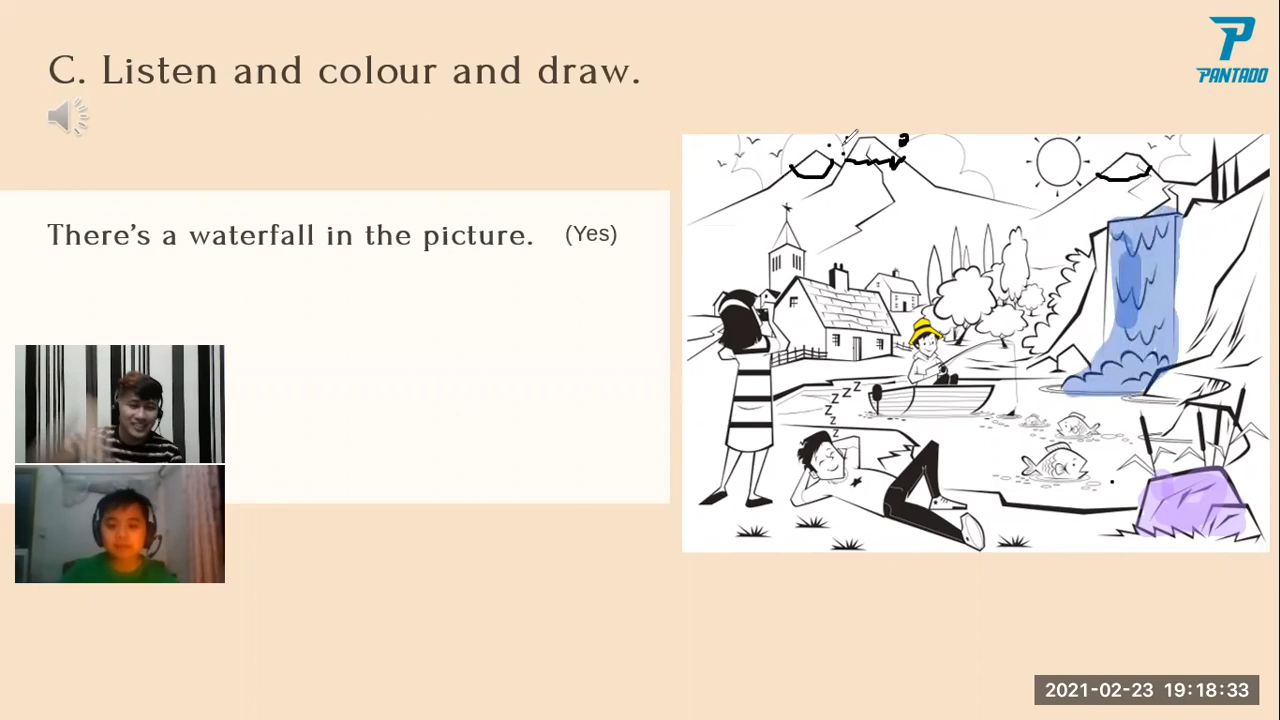 C. Listen and colour and draw.
PANTADO
There's a waterfall in the picture. (Yes)
z z z z z z z
2021-02-23 19:18:33